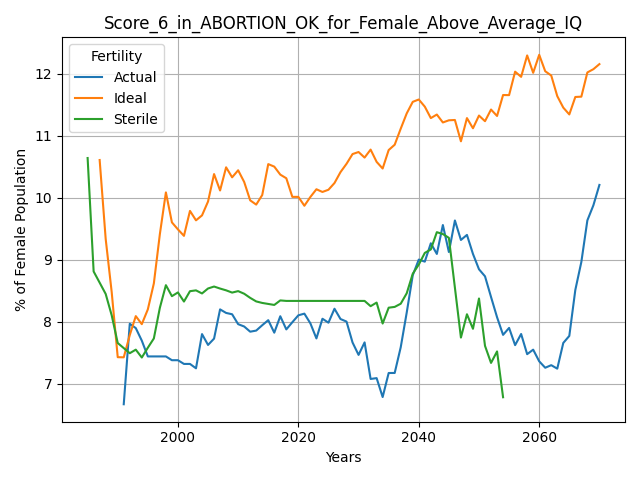 Score_6_in_ABORTION_OK_for_Female_Above_Average_IQ
Fertility
Actual
Ideal
Sterile
% of Female Population
12
11
10
9
8
7
2000
2020
2040
2060
Years